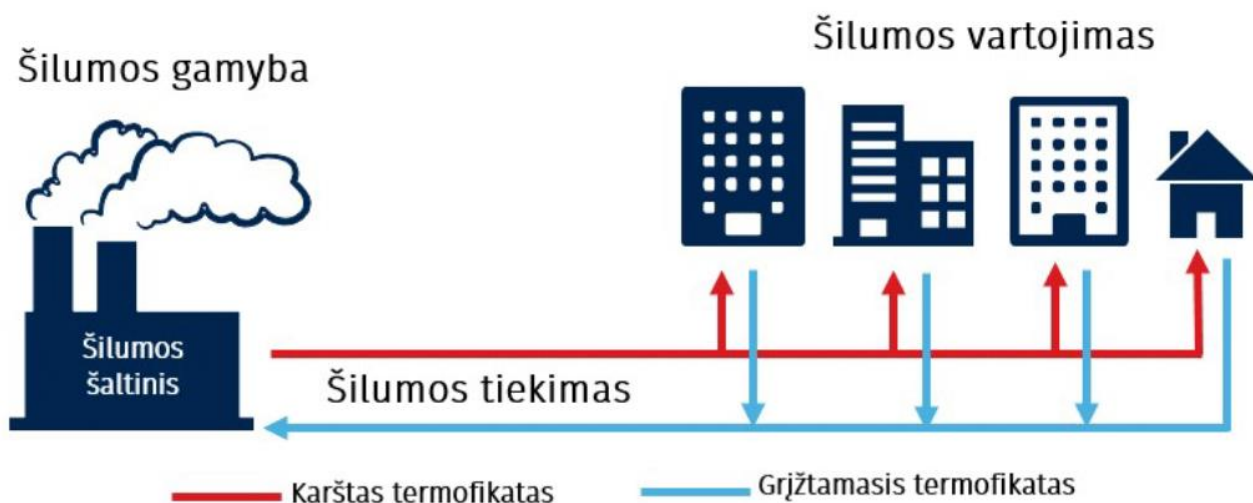 Šilumos gamyba
Šilumos vartojimas
Šilumos
šaltinis
Šilumos tiekimas
Karštas termofikatas
Grįžtamasis termofikatas